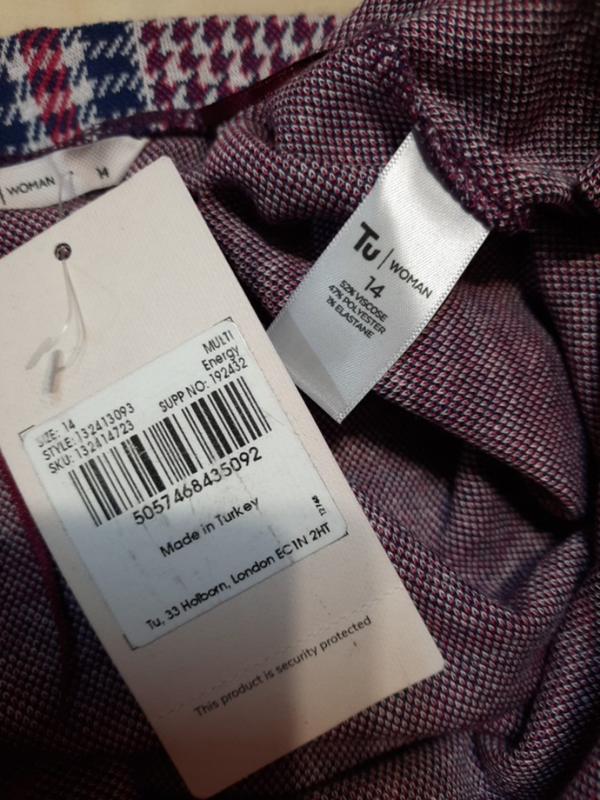 WOMAN
14
Tu | WOMAN
14
52% VISCOSE
47% POLYESTER
1% ELASTANE
MULTI
Energy
SIZE: 14
STYLE: 132413093
SUPP NO: 192432
SKU: 132414723
5057468435092
Made in Turkey
Tu, 33 Holborn, London EC1N 2HT
This product is security protected